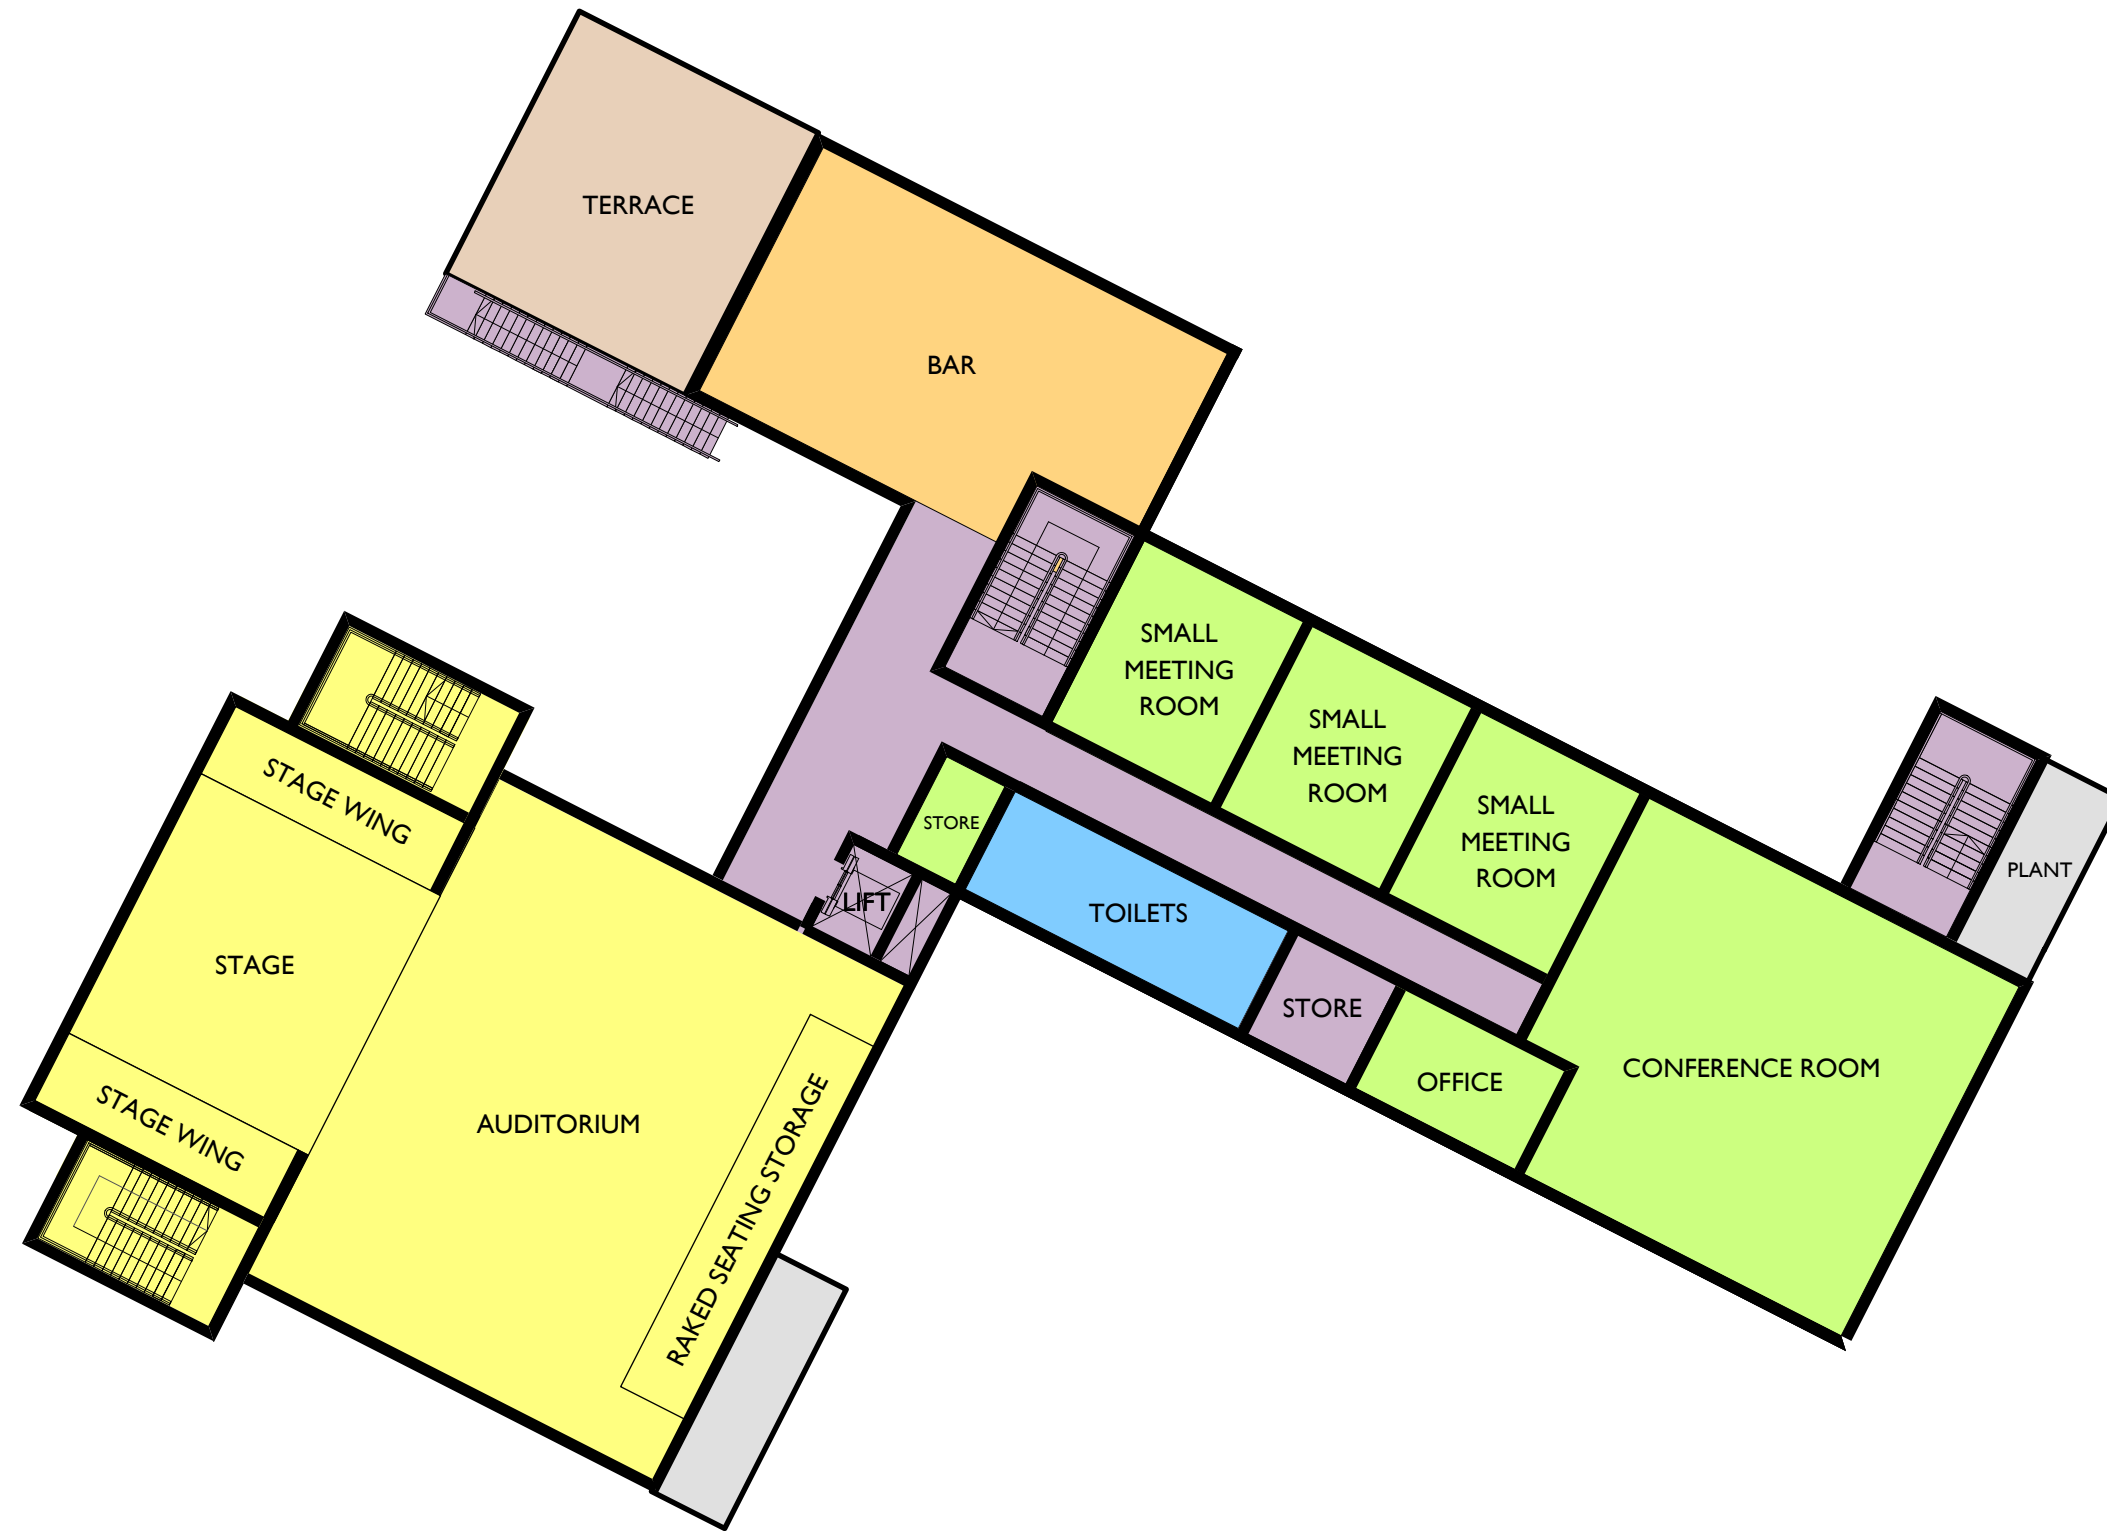 TERRACE
BAR
SMALL
MEETING
ROOM
SMALL
MEETING
ROOM
SMALL
MEETING
ROOM
STAGE WING
STORE
PLANT
LIFT
TOILETS
STAGE
STORE
CONFERENCE ROOM
OFFICE
STAGE WING
AUDITORIUM
RAKED SEATING STORAGE